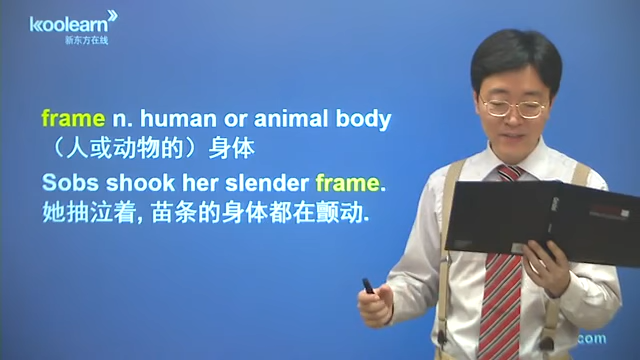 koolearn
新东方在线
frame n. human or animal body
（人或动物的）身体
Sobs shook her slender frame.
她抽泣着, 苗条的身体都在颤动.
com